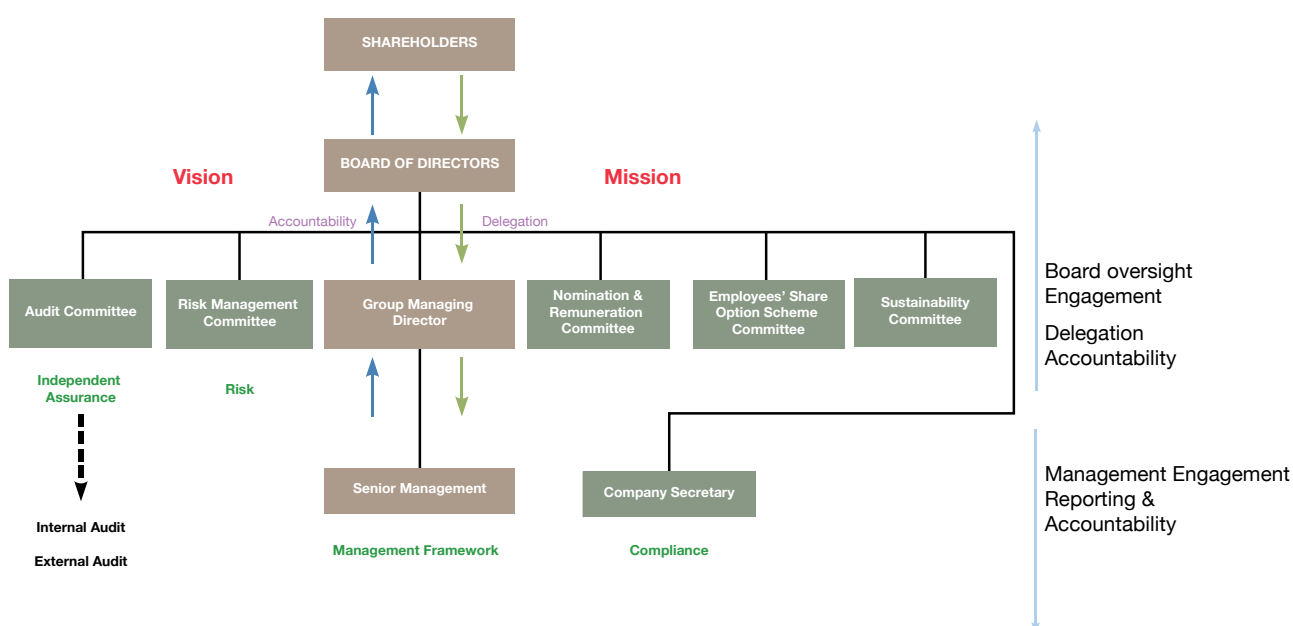 SHAREHOLDERS
BOARD OF DIRECTORS
Vision
Mission
Accountability
Delegation
Audit Committee
Risk Management
Committee
Group Managing
Director
Nomination &
Remuneration
Committee
Employees' Share
Option Scheme
Committee
Sustainability
Committee
Board oversight
Engagement
Delegation
Accountability
Independent
Assurance
Risk
Senior Management
Company Secretary
Management Engagement
Reporting &
Accountability
Internal Audit
External Audit
Management Framework
Compliance